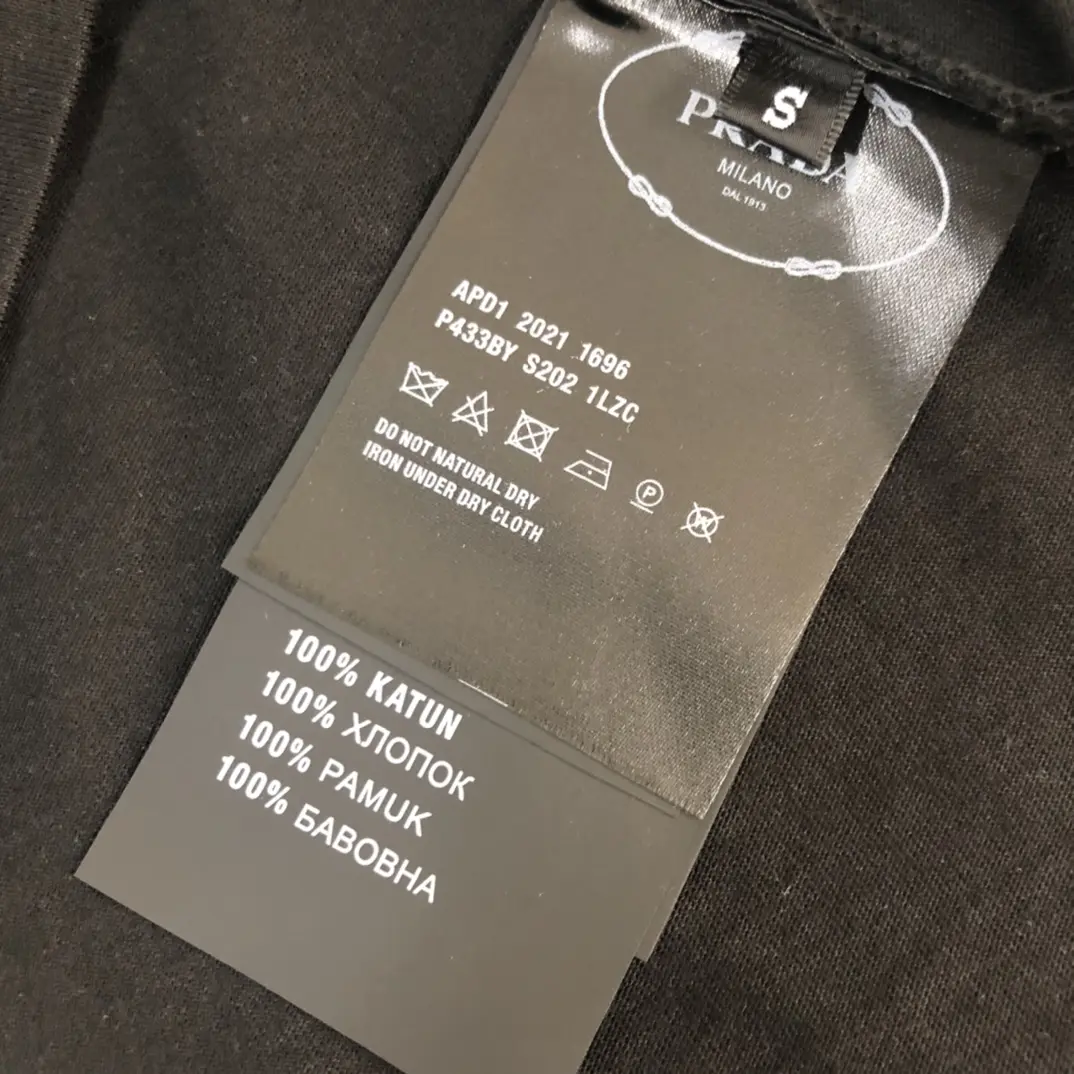 S
PRADA
MILANO
DAL 1913
APD1 2021 1696
P433BY S202 1LZC
P
W
DO NOT NATURAL DRY
IRON UNDER DRY CLOTH
100% KATUN
100% ХЛОПОК
100% PAMUK
100% БАВОВНА